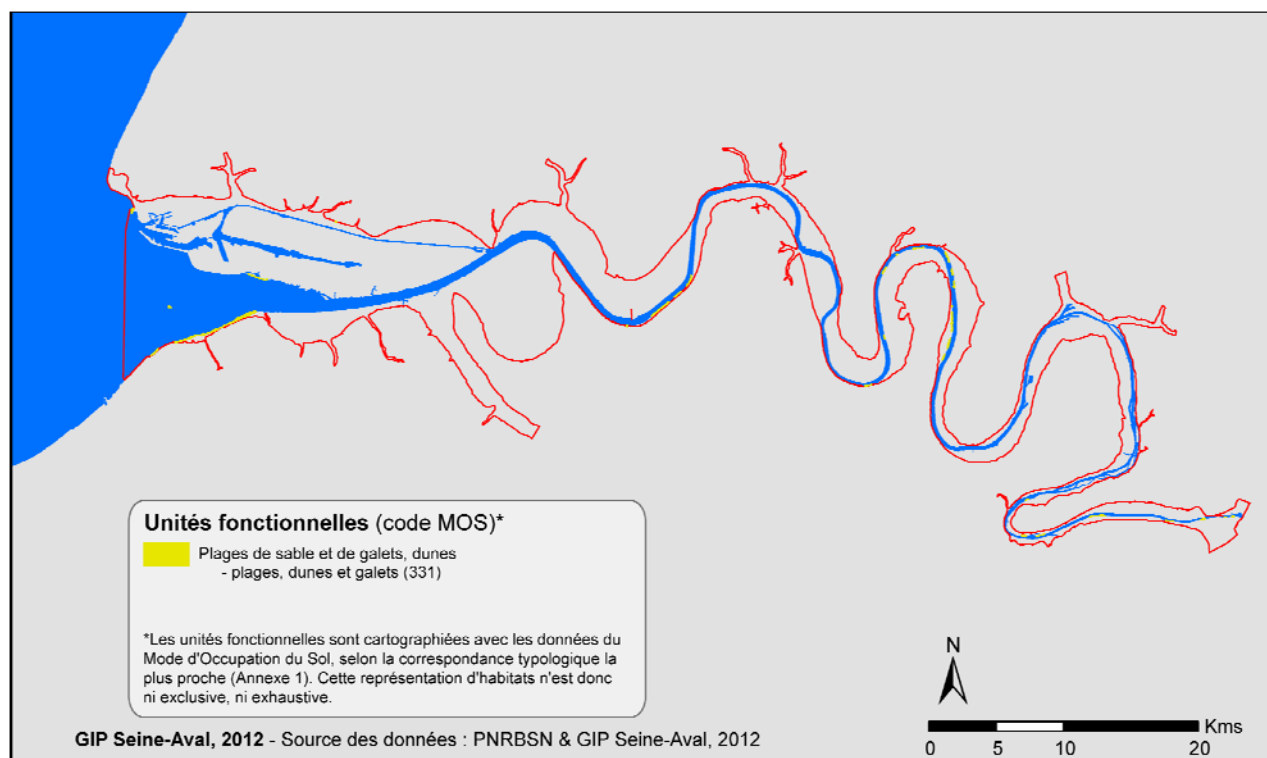 Unités fonctionnelles (code MOS)*
Plages de sable et de galets, dunes
- plages, dunes et galets (331)
*Les unités fonctionnelles sont cartographiées avec les données du
Mode d'Occupation du Sol, selon la correspondance typologique la
plus proche (Annexe 1). Cette représentation d'habitats n'est donc
ni exclusive, ni exhaustive.
GIP Seine-Aval, 2012 - Source des données : PNRBSN & GIP Seine-Aval, 2012
N
Kms
0 5 10 20